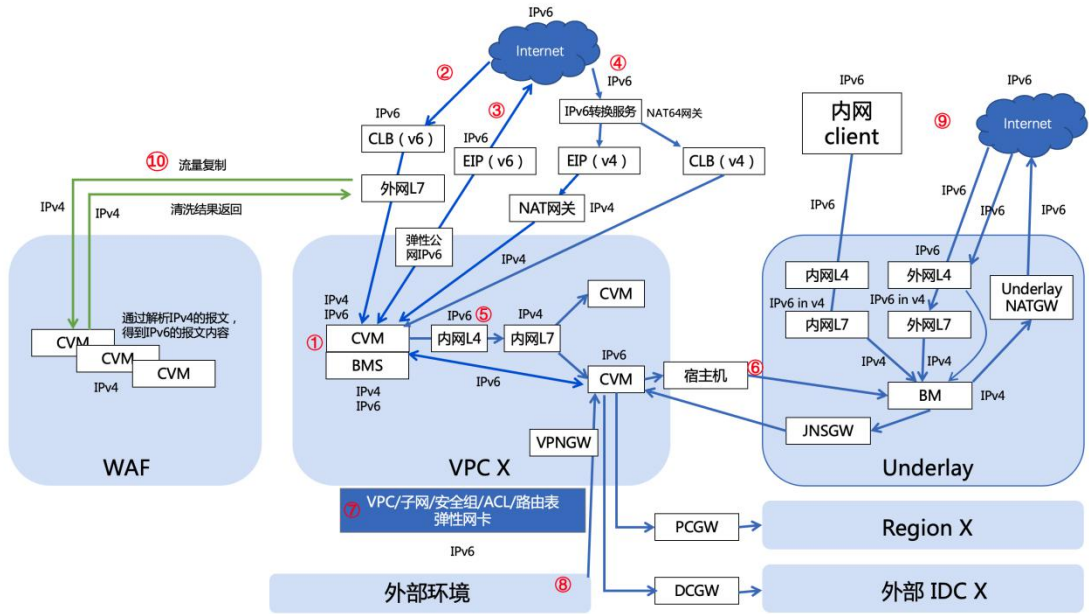 IPv6
Internet
②
③
④
IPv6
IPv6
CLB（v6）
IPv6
EIP（v6）
IPv6转换服务
NAT64网关
EIP（v4）
CLB（v4）
外网L7
NAT网关
IPv4
弹性公
网IPv6
IPv4
⑩
流量复制
清洗结果返回
IPv4
IPv4
通过解析IPv4的报文，
得到IPv6的报文内容
CVM
CVM
CVM
IPv4
WAF
IPv4
IPv6
①
CVM
BMS
IPv4
IPv6
IPv6
⑤
内网L4
IPv4
内网L7
CVM
IPv6
IPv6
CVM
宿主机
⑥
VPNGW
VPC X
IPv6
内网
client
IPv6
⑨
IPv6
Internet
IPv6
IPv6
IPv6
IPv6
内网L4
外网L4
Underlay
NATGW
IPv6 in v4
IPv6 in v4
内网L7
外网L7
IPv4
IPv4
BM
IPv4
JNSGW
Underlay
⑦
VPC/子网/安全组/ACL/路由表
弹性网卡
IPv6
外部环境
⑧
PCGW
Region X
DCGW
外部 IDC X